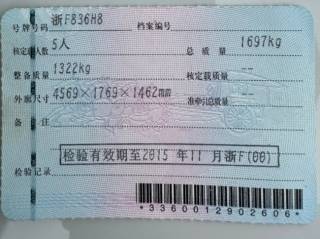 号牌号码 浙F836H8 档案编号
核定载人数 5人 总质量 1697kg
整备质量 1322kg 核定载质量 --
外廓尺寸 4569×1769×1462mm 准牵引总质量 --
备注
检验有效期至2015 年11 月浙F(00)
检验记录
*3360012902606*